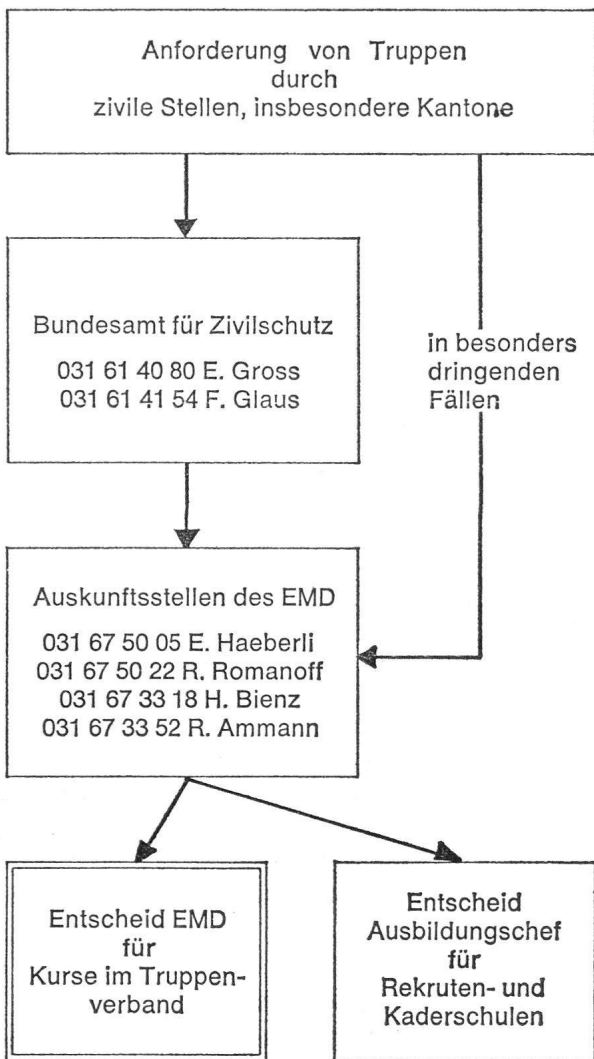 Anforderung von Truppen
durch
zivile Stellen, insbesondere Kantone
Bundesamt für Zivilschutz
031 61 40 80 E. Gross
031 61 41 54 F. Glaus
in besonders
dringenden
Fällen
Auskunftsstellen des EMD
031 67 50 05 E. Haeberli
031 67 50 22 R. Romanoff
031 67 33 18 H. Bienz
031 67 33 52 R. Ammann
Entscheid EMD
für
Kurse im Truppen-
verband
Entscheid
Ausbildungschef
für
Rekruten- und
Kaderschulen